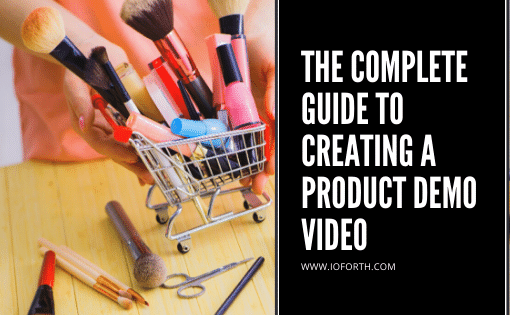 THE COMPLETE
GUIDE TO
CREATING A
PRODUCT DEMO
VIDEO
WWW.IOFORTH.COM